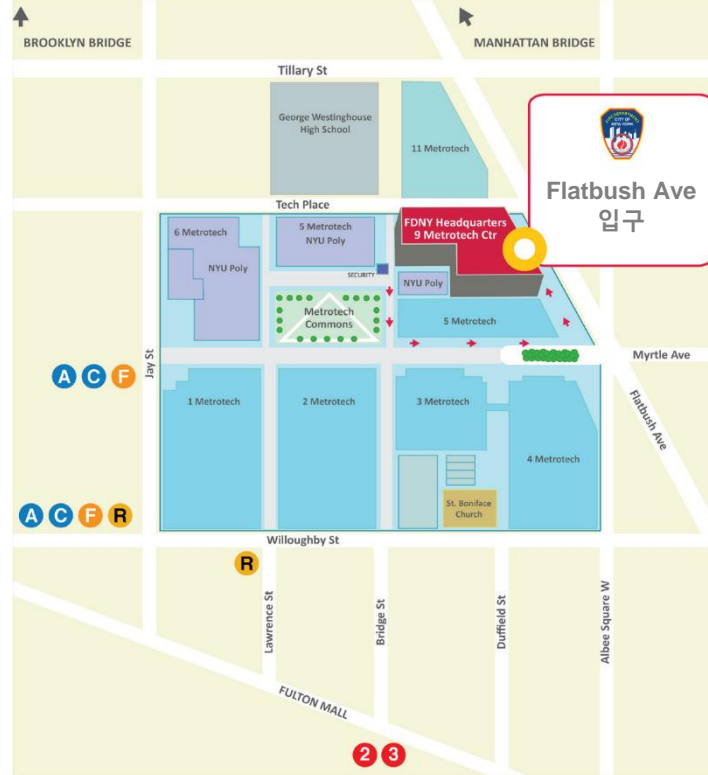 BROOKLYN BRIDGE
MANHATTAN BRIDGE
Tillary St
George Westinghouse
High School
11 Metrotech
Flatbush Ave
입구
Tech Place
6 Metrotech
NYU Poly
5 Metrotech
NYU Poly
FDNY Headquarters
9 Metrotech Ctr
SECURITY
NYU Poly
Metrotech
Commons
5 Metrotech
Jay St
Myrtle Ave
A C F
1 Metrotech
2 Metrotech
3 Metrotech
Flatbush Ave
4 Metrotech
St. Boniface
Church
A C F R
Willoughby St
R
Lawrence St
Bridge St
Duffield St
Albee Square W
FULTON MALL
2 3